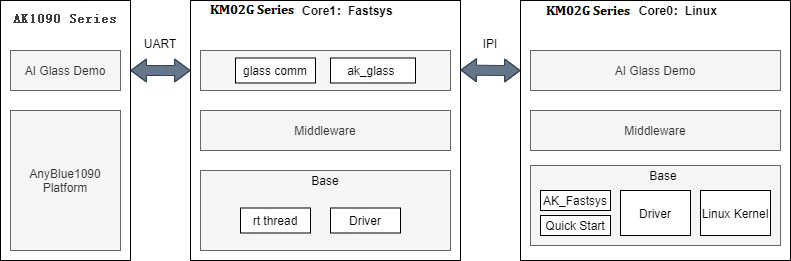 AK1090 Series
AI Glass Demo
AnyBlue1090
Platform
UART
KM02G Series Core1: Fastsys
glass comm
ak_glass
Middleware
Base
rt thread
Driver
IPI
KM02G Series Core0: Linux
AI Glass Demo
Middleware
Base
AK_Fastsys
Quick Start
Driver
Linux Kernel